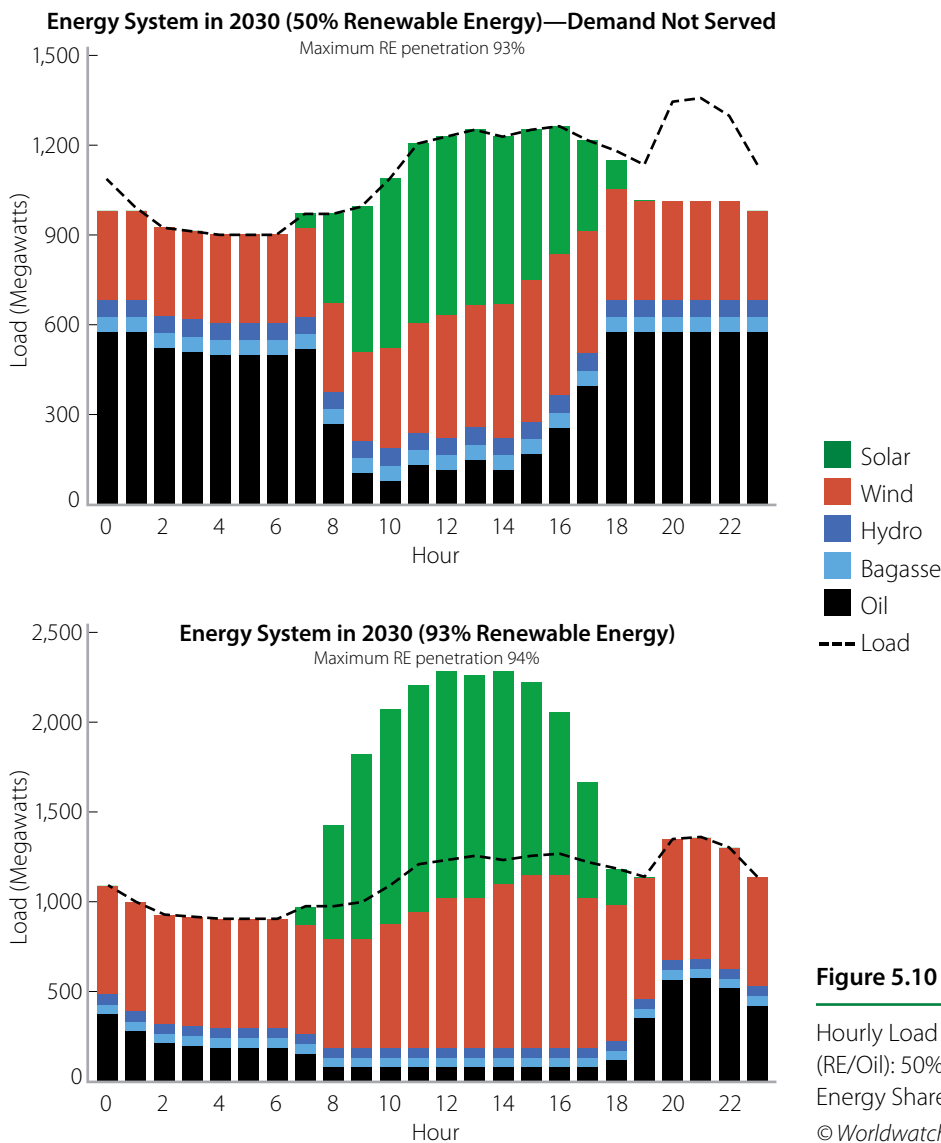 Energy System in 2030 (50% Renewable Energy)—Demand Not Served
Maximum RE penetration 93%
Load (Megawatts)
1,500
1,200
900
600
300
0
0 2 4 6 8 10 12 14 16 18 20 22
Hour
Solar
Wind
Hydro
Bagasse
Oil
Load
Energy System in 2030 (93% Renewable Energy)
Maximum RE penetration 94%
Load (Megawatts)
2,500
2,000
1,500
1,000
500
0
0 2 4 6 8 10 12 14 16 18 20 22
Hour
Figure 5.10
Hourly Load
(RE/Oil): 50%
Energy Share
© Worldwatch